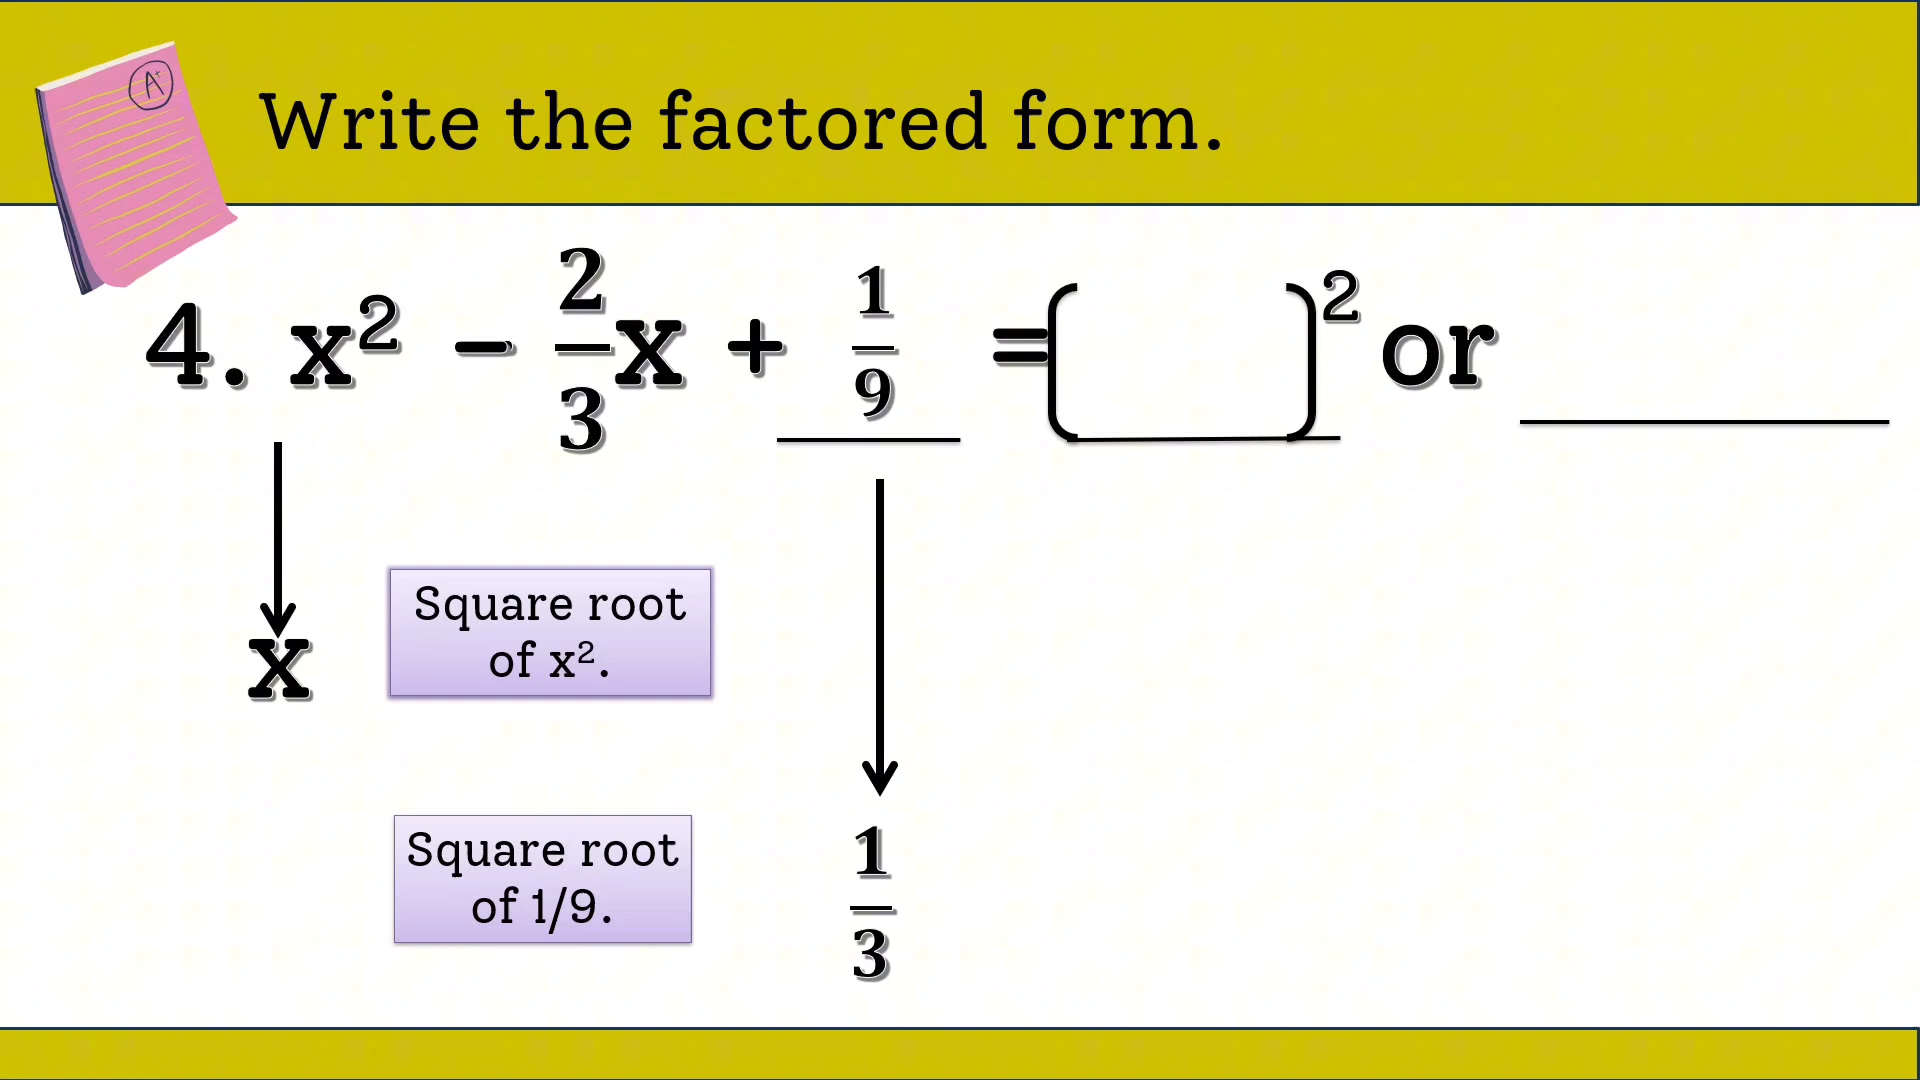 A+
Write the factored form.
4. x² − 2/3x + 1/9 = ( )² or
Square root
of x².
x
Square root
of 1/9.
1/3